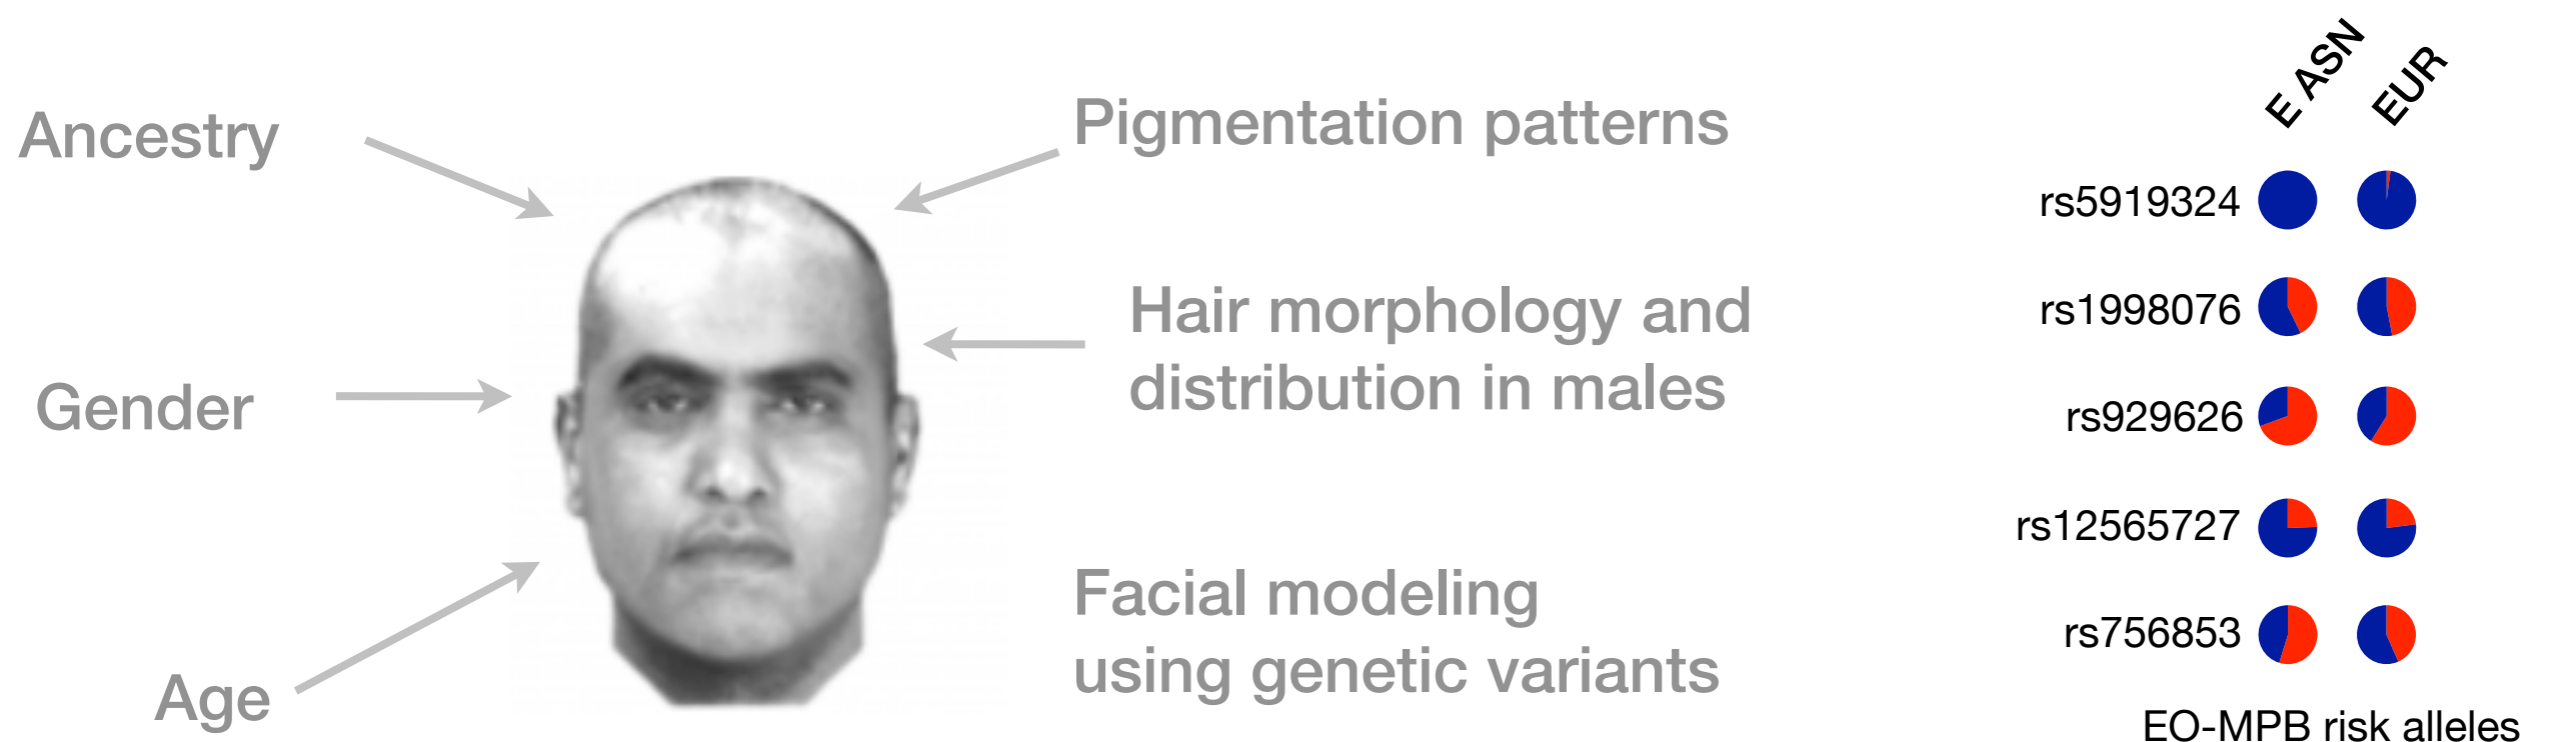 Ancestry
Gender
Age
Pigmentation patterns
Hair morphology and
distribution in males
Facial modeling
using genetic variants
E ASN
EUR
rs5919324
rs1998076
rs929626
rs12565727
rs756853
EO-MPB risk alleles